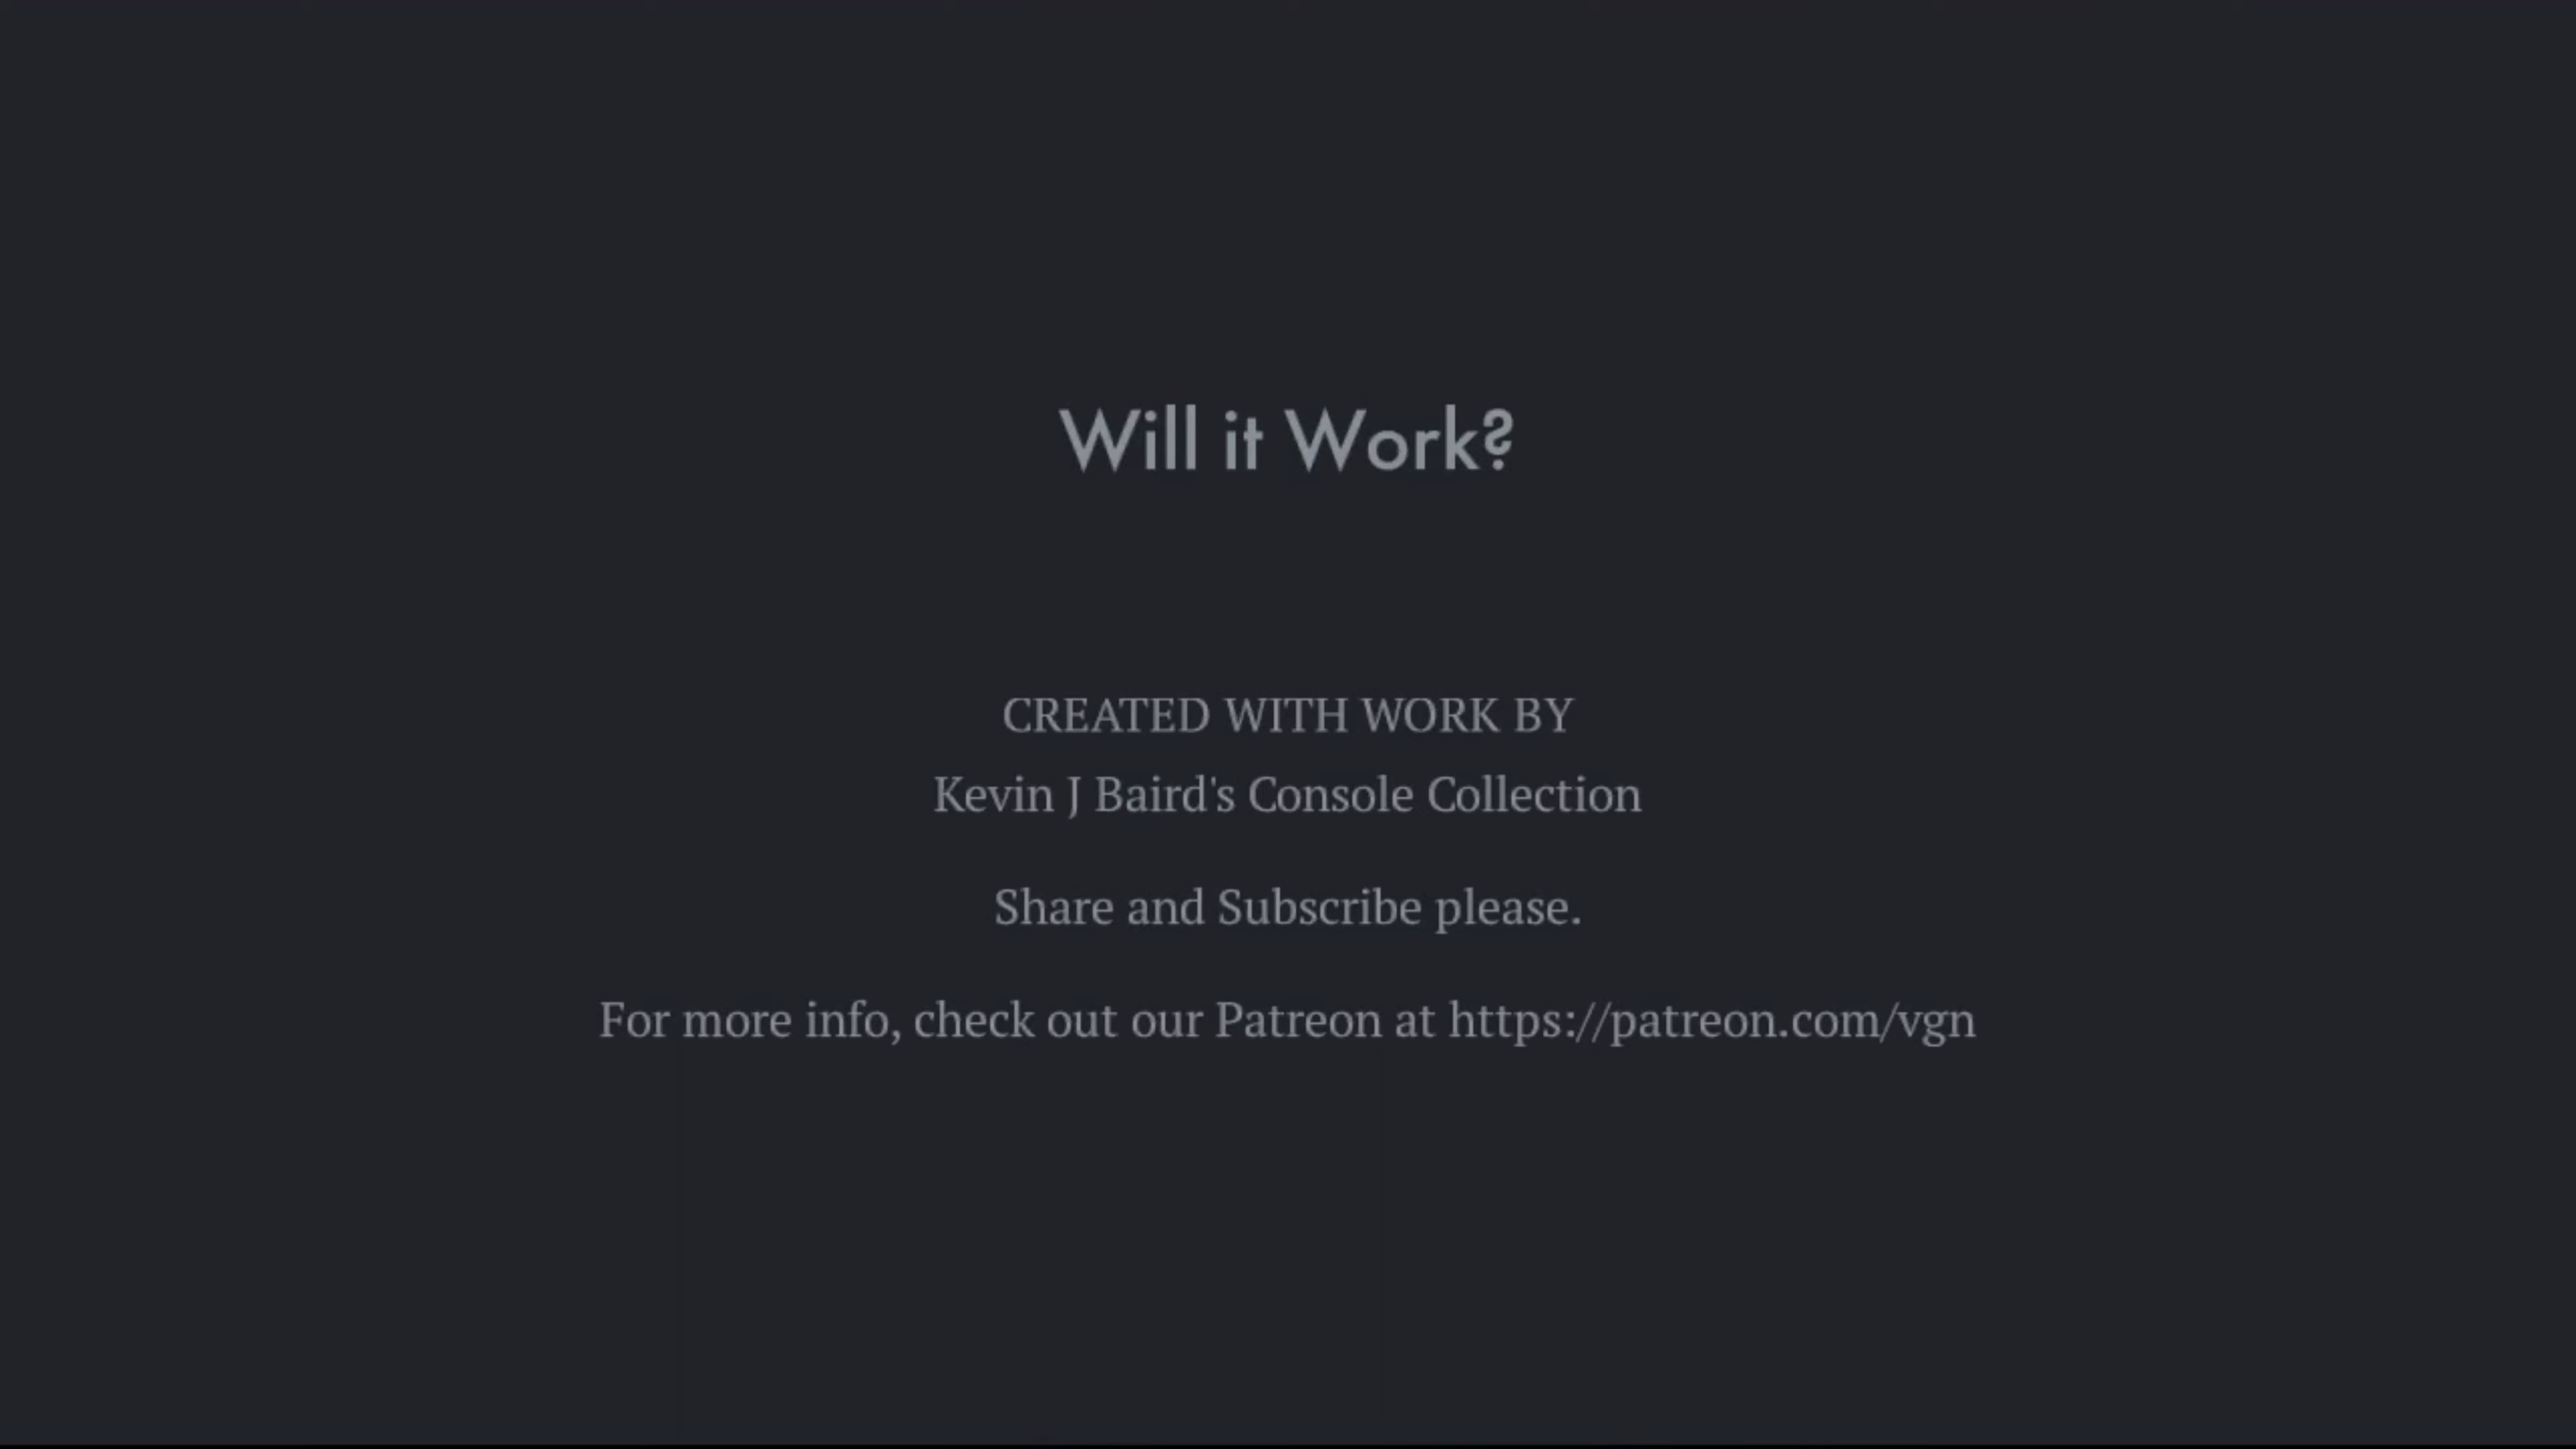 Will it Work?
CREATED WITH WORK BY
Kevin J Baird's Console Collection
Share and Subscribe please.
For more info, check out our Patreon at https://patreon.com/vgn